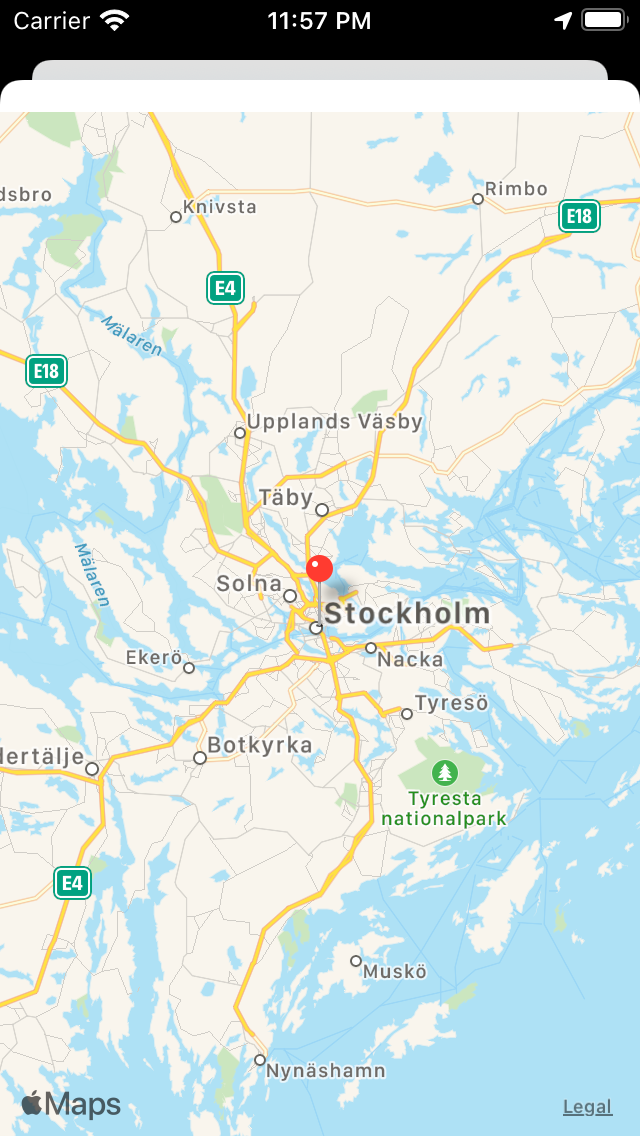 Carrier 11:57 PM
dsbro
Knivsta
Rimbo
E18
E4
Mälaren
E18
Upplands Väsby
Täby
Mälaren
Solna
Stockholm
Ekerö
Nacka
Tyresö
Botkyrka
dertälje
Tyresta
nationalpark
E4
Muskö
Nynäshamn
Maps
Legal